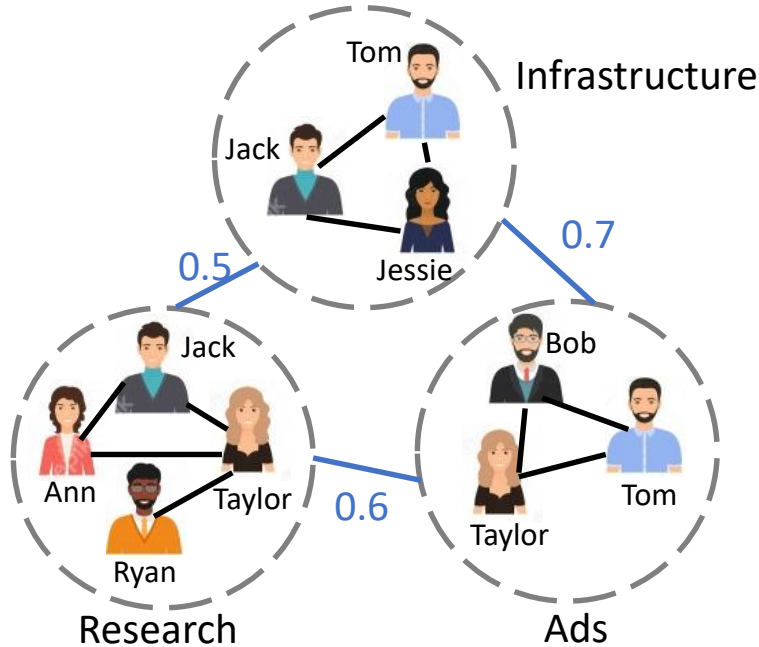 Tom
Infrastructure
Jack
Jessie
0.5
0.7
Jack
Bob
Ann
Taylor
Tom
0.6
Taylor
Ryan
Research
Ads